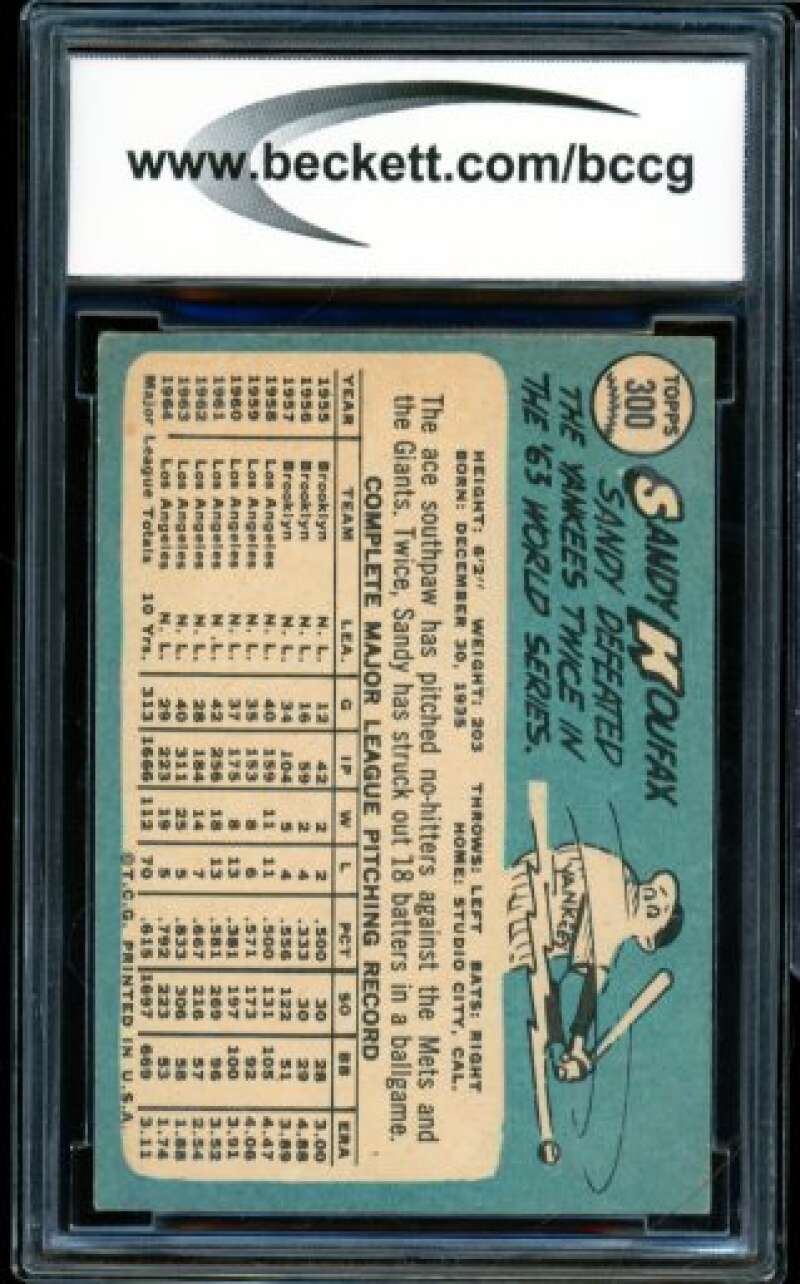 www.beckett.com/bccg
TOPPS
300
SANDY KOUFAX
SANDY DEFEATED
THE YANKEES TWICE IN
THE '63 WORLD SERIES.
YANKEES
HEIGHT: 6'2" WEIGHT: 203 THROWS: LEFT BATS: RIGHT
BORN: DECEMBER 30, 1935 HOME: STUDIO CITY, CAL.
The ace southpaw has pitched no-hitters against the Mets and
the Giants. Twice, Sandy has struck out 18 batters in a ballgame.
COMPLETE MAJOR LEAGUE PITCHING RECORD
YEAR TEAM LEA. G IP W L PCT SO BB ERA
1955 Brooklyn N. L. 12 42 2 2 .500 30 28 3.00
1956 Brooklyn N. L. 16 59 2 4 .333 30 29 4.88
1957 Brooklyn N. L. 34 104 5 4 .556 122 51 3.89
1958 Los Angeles N. L. 40 159 11 11 .500 131 105 4.47
1959 Los Angeles N. L. 35 153 8 6 .571 173 92 4.06
1960 Los Angeles N. L. 37 175 8 13 .381 197 100 3.91
1961 Los Angeles N. L. 42 256 18 13 .581 269 96 3.52
1962 Los Angeles N. L. 28 184 14 7 .667 216 57 2.54
1963 Los Angeles N. L. 40 311 25 5 .833 306 58 1.88
1964 Los Angeles N. L. 29 223 19 5 .792 223 53 1.74
Major League Totals 10 Yrs. 313 1666 112 70 .615 1697 669 3.11
©T.C.G. PRINTED IN U.S.A.